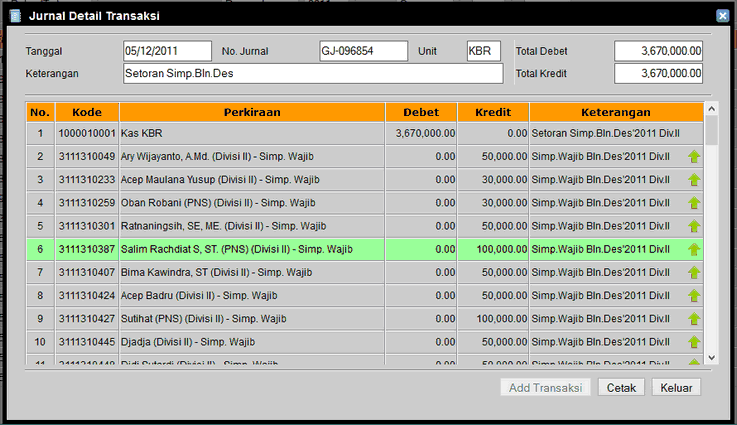 Jurnal Detail Transaksi
Tanggal 05/12/2011 No. Jurnal GJ-096854 Unit KBR Total Debet 3,670,000.00
Keterangan Setoran Simp.Bln.Des Total Kredit 3,670,000.00
No. Kode Perkiraan Debet Kredit Keterangan
1 1000010001 Kas KBR 3,670,000.00 0.00 Setoran Simp.Bln.Des'2011 Div.II
2 3111310049 Ary Wijayanto, A.Md. (Divisi II) - Simp. Wajib 0.00 50,000.00 Simp.Wajib Bln.Des'2011 Div.II
3 3111310233 Acep Maulana Yusup (Divisi II) - Simp. Wajib 0.00 30,000.00 Simp.Wajib Bln.Des'2011 Div.II
4 3111310259 Oban Robani (PNS) (Divisi II) - Simp. Wajib 0.00 30,000.00 Simp.Wajib Bln.Des'2011 Div.II
5 3111310301 Ratnaningsih, SE, ME. (Divisi II) - Simp. Wajib 0.00 50,000.00 Simp.Wajib Bln.Des'2011 Div.II
6 3111310387 Salim Rachdiat S, ST. (PNS) (Divisi II) - Simp. Wajib 0.00 100,000.00 Simp.Wajib Bln.Des'2011 Div.II
7 3111310407 Bima Kawindra, ST (Divisi II) - Simp. Wajib 0.00 50,000.00 Simp.Wajib Bln.Des'2011 Div.II
8 3111310424 Acep Badru (Divisi II) - Simp. Wajib 0.00 50,000.00 Simp.Wajib Bln.Des'2011 Div.II
9 3111310427 Sutihat (PNS) (Divisi II) - Simp. Wajib 0.00 100,000.00 Simp.Wajib Bln.Des'2011 Div.II
10 3111310445 Djadja (Divisi II) - Simp. Wajib 0.00 50,000.00 Simp.Wajib Bln.Des'2011 Div.II
11 3111310448 Didi Sutardi (Divisi II) - Simp. Wajib 0.00 50,000.00 Simp.Wajib Bln.Des'2011 Div.II
Add Transaksi Cetak Keluar